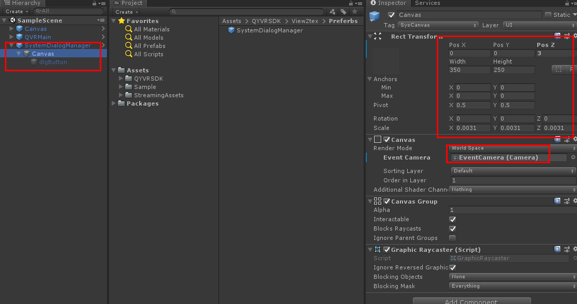 Hierarchy
Create
All
SampleScene
Canvas
QVRMain
SystemDialogManager
Canvas
dlgButton
Project
Create
Favorites
All Materials
All Models
All Prefabs
All Scripts
Assets
QYVRSDK
Sample
StreamingAssets
Packages
Assets
QYVRSDK
View2tex
Preferbs
SystemDialogManager
Inspector
Services
Canvas
Static
Tag SysCanvas Layer UI
Rect Transform
Pos X Pos Y Pos Z
0 0 3
Width Height
350 250
Anchors
Min X 0 Y 0
Max X 0 Y 0
Pivot X 0.5 Y 0.5
Rotation X 0 Y 0 Z 0
Scale X 0.0031 Y 0.0031 Z 0.0031
Canvas
Render Mode World Space
Event Camera EventCamera (Camera)
Sorting Layer Default
Order in Layer 1
Additional Shader Chann Nothing
Canvas Group
Alpha 1
Interactable
Blocks Raycasts
Ignore Parent Groups
Graphic Raycaster (Script)
Script GraphicRaycaster
Ignore Reversed Graphic
Blocking Objects None
Blocking Mask Everything
Add Component